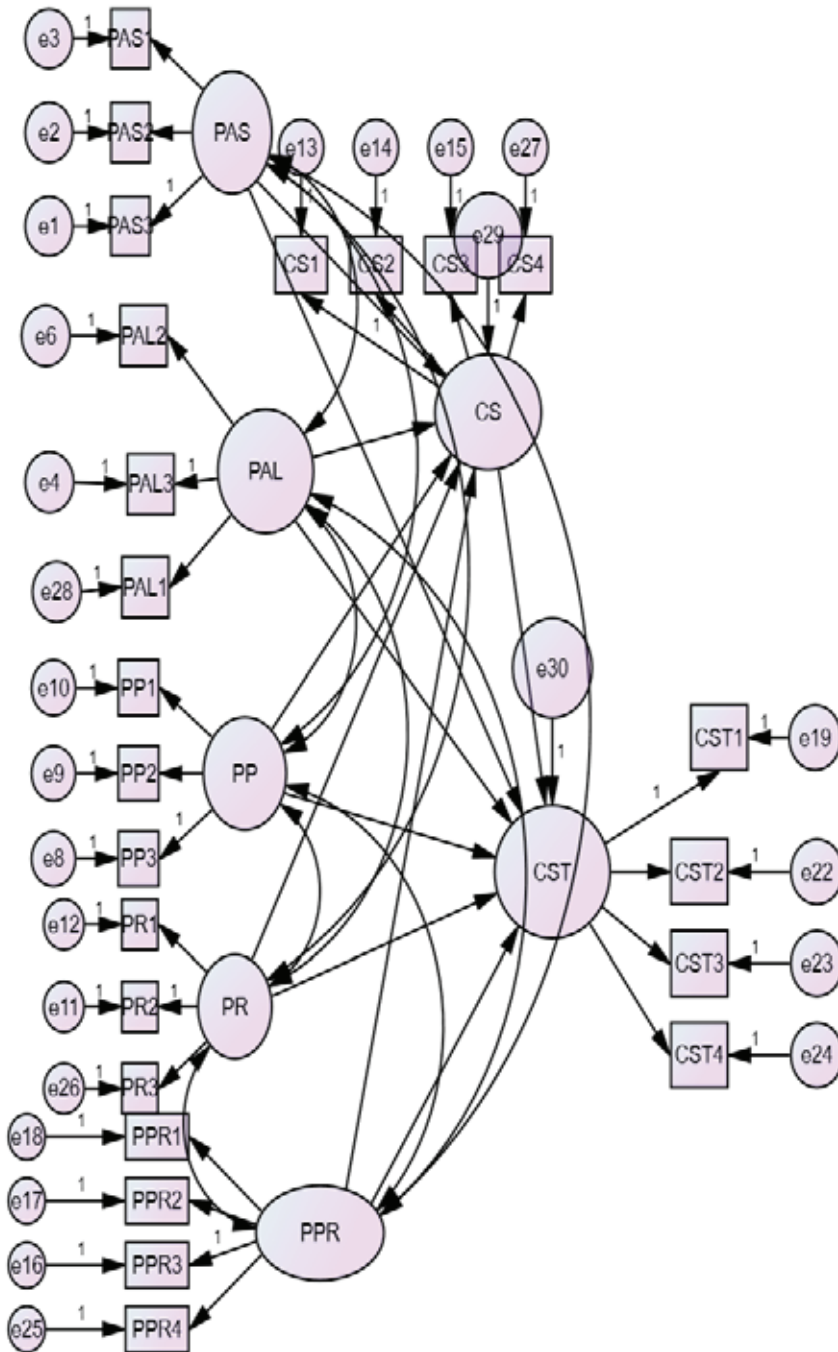 e3 1 PAS1
PAS
e2 1 PAS2
e1 1 PAS3 1
e13 e14 e15 e27
1 1 1 1
e29
CS1 CS2 CS3 CS4
1 1
e6 1 PAL2
CS
PAL
e4 1 PAL3 1
e28 1 PAL1
e30
1
e10 1 PP1
PP
e9 1 PP2
e8 1 PP3 1
CST1 1 e19
1
CST
CST2 1 e22
CST3 1 e23
CST4 1 e24
e12 1 PR1
PR
e11 1 PR2 1
e26 1 PR3
e18 1 PPR1
e17 1 PPR2
PPR
e16 1 PPR3 1
e25 1 PPR4